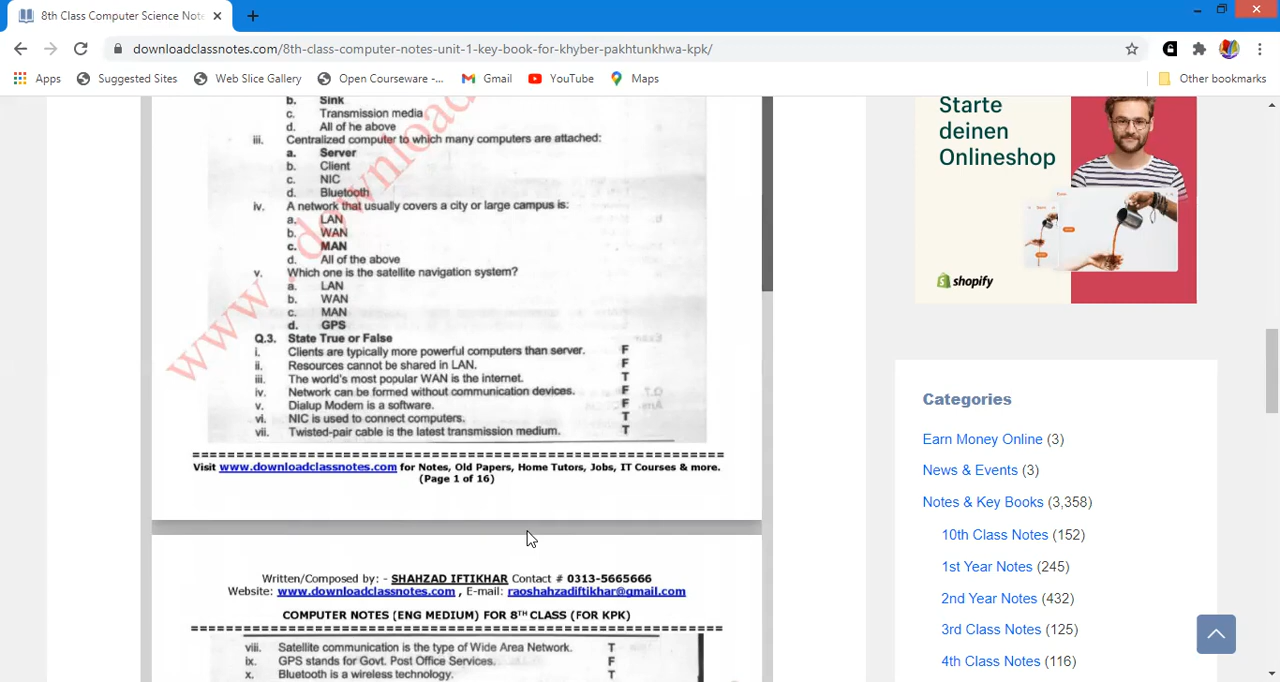 8th Class Computer Science Note
downloadclassnotes.com/8th-class-computer-notes-unit-1-key-book-for-khyber-pakhtunkhwa-kpk/
Apps
Suggested Sites
Web Slice Gallery
Open Courseware -...
Gmail
YouTube
Maps
Other bookmarks
b. Sink
c. Transmission media
d. All of he above
iii. Centralized computer to which many computers are attached:
a. Server
b. Client
c. NIC
d. Bluetooth
iv. A network that usually covers a city or large campus is:
a. LAN
b. WAN
c. MAN
d. All of the above
v. Which one is the satellite navigation system?
a. LAN
b. WAN
c. MAN
d. GPS
Q.3. State True or False
i. Clients are typically more powerful computers than server. F
ii. Resources cannot be shared in LAN. F
iii. The world's most popular WAN is the internet. T
iv. Network can be formed without communication devices. F
v. Dialup Modem is a software. F
vi. NIC is used to connect computers. T
vii. Twisted-pair cable is the latest transmission medium. T
www.download
Visit www.downloadclassnotes.com for Notes, Old Papers, Home Tutors, Jobs, IT Courses & more.
(Page 1 of 16)
Written/Composed by: - SHAHZAD IFTIKHAR Contact # 0313-5665666
Website: www.downloadclassnotes.com , E-mail: raoshahzadiftikhar@gmail.com
COMPUTER NOTES (ENG MEDIUM) FOR 8TH CLASS (FOR KPK)
viii. Satellite communication is the type of Wide Area Network. T
ix. GPS stands for Govt. Post Office Services. F
x. Bluetooth is a wireless technology. T
Starte
deinen
Onlineshop
shopify
Categories
Earn Money Online (3)
News & Events (3)
Notes & Key Books (3,358)
10th Class Notes (152)
1st Year Notes (245)
2nd Year Notes (432)
3rd Class Notes (125)
4th Class Notes (116)